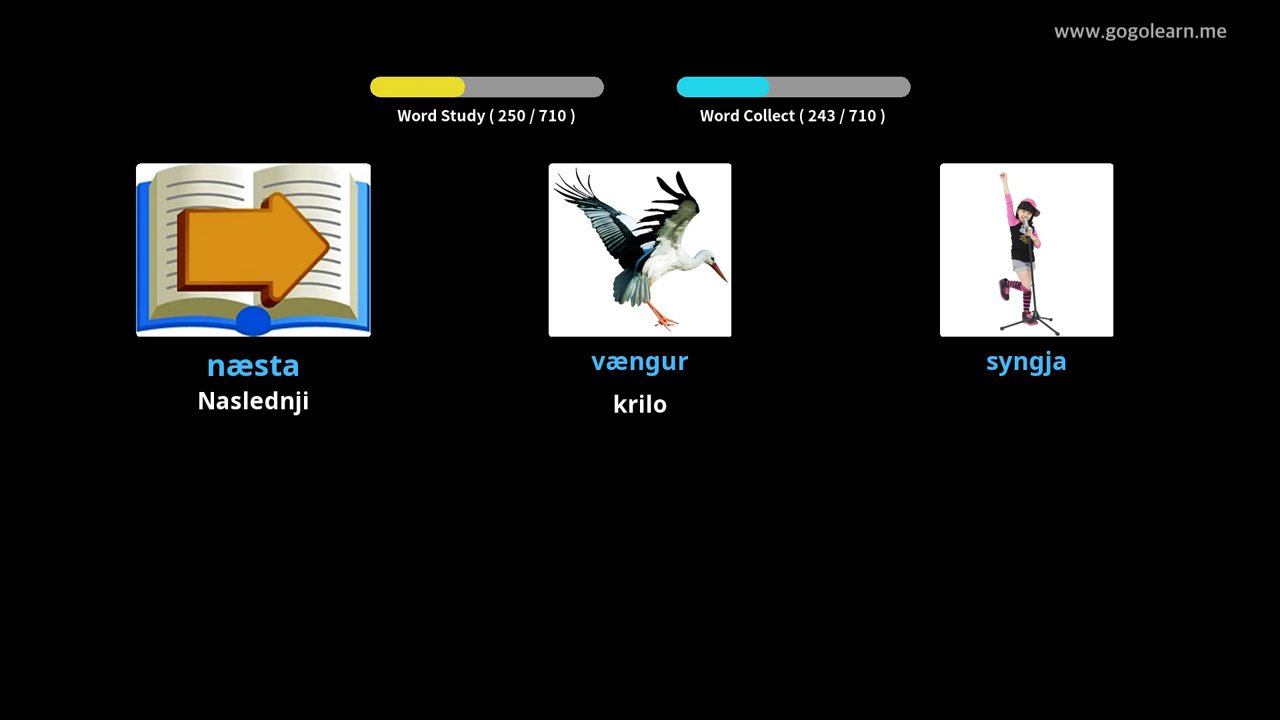 www.gogolearn.me
Word Study ( 250 / 710 )
Word Collect ( 243 / 710 )
næsta
vængur
syngja
Naslednji
krilo